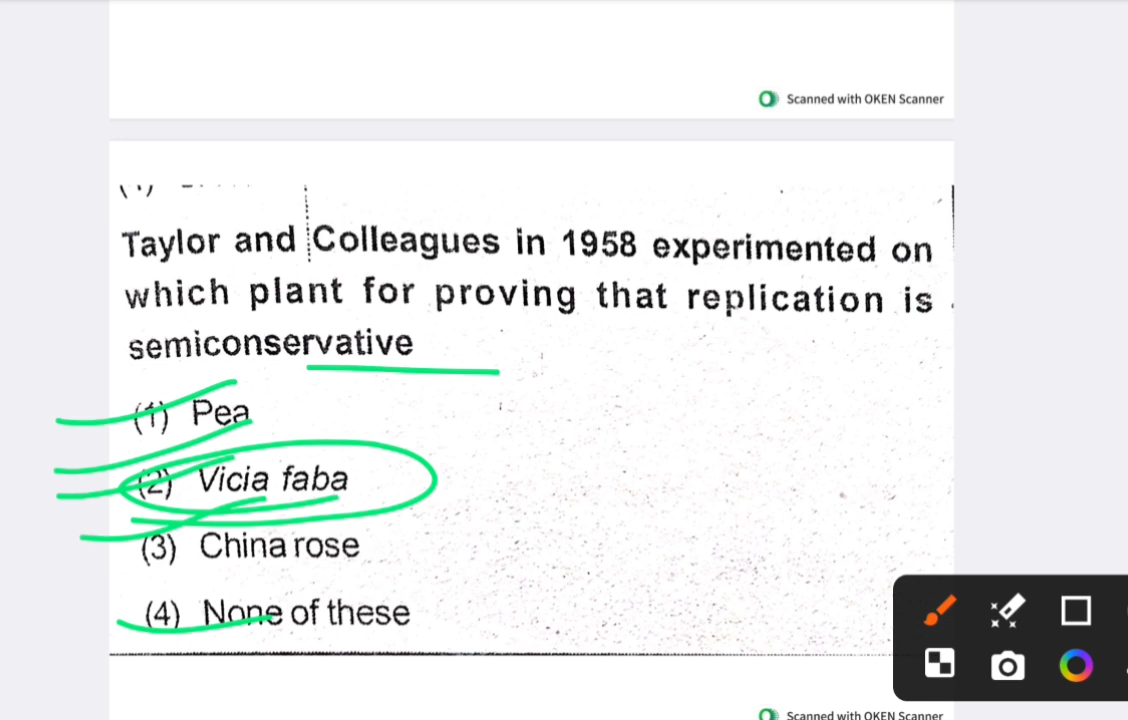 Scanned with OKEN Scanner
Taylor and Colleagues in 1958 experimented on
which plant for proving that replication is
semiconservative
(1) Pea
(2) Vicia faba
(3) China rose
(4) None of these
Scanned with OKEN Scanner